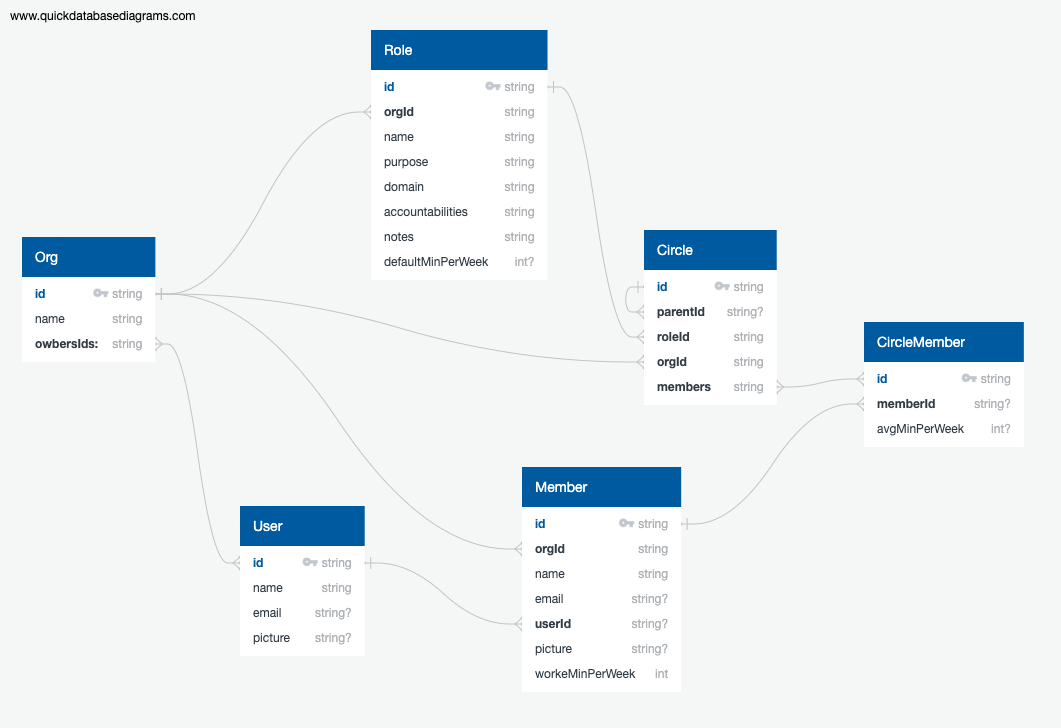 www.quickdatabasediagrams.com
Role
id string
orgId string
name string
purpose string
domain string
accountabilities string
notes string
defaultMinPerWeek int?
Org
id string
name string
owbersIds: string
Circle
id string
parentId string?
roleId string
orgId string
members string
CircleMember
id string
memberId string?
avgMinPerWeek int?
Member
id string
orgId string
name string
email string?
userId string?
picture string?
workeMinPerWeek int
User
id string
name string
email string?
picture string?